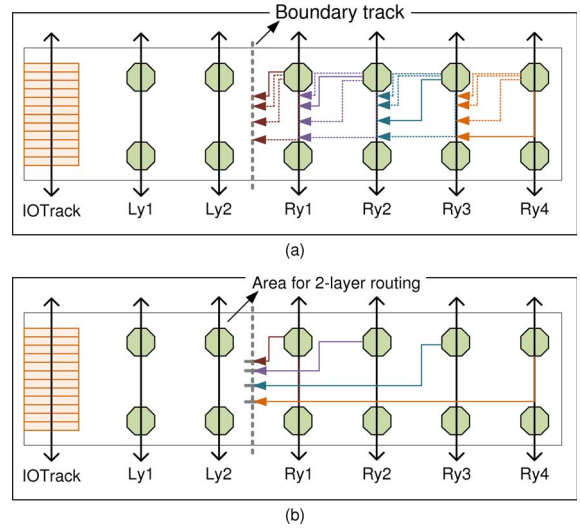 Boundary track
IOTrack Ly1 Ly2 Ry1 Ry2 Ry3 Ry4
(a)
Area for 2-layer routing
IOTrack Ly1 Ly2 Ry1 Ry2 Ry3 Ry4
(b)